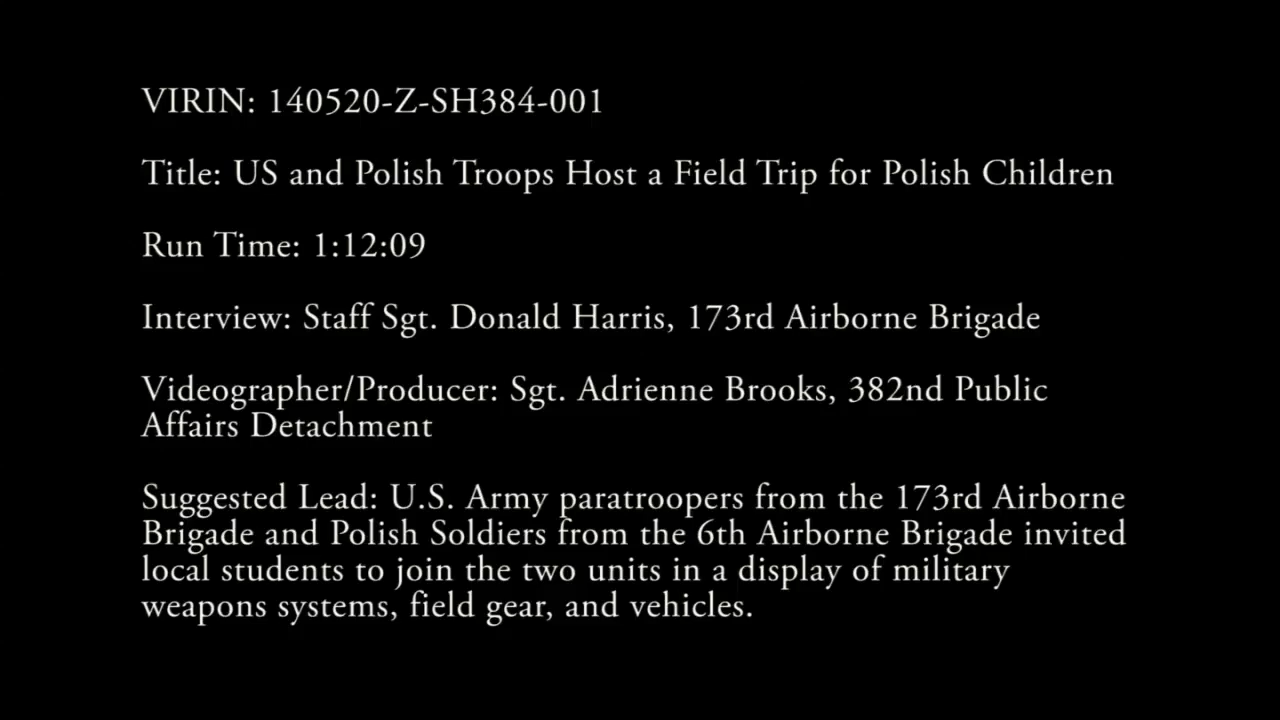 VIRIN: 140520-Z-SH384-001
Title: US and Polish Troops Host a Field Trip for Polish Children
Run Time: 1:12:09
Interview: Staff Sgt. Donald Harris, 173rd Airborne Brigade
Videographer/Producer: Sgt. Adrienne Brooks, 382nd Public
Affairs Detachment
Suggested Lead: U.S. Army paratroopers from the 173rd Airborne
Brigade and Polish Soldiers from the 6th Airborne Brigade invited
local students to join the two units in a display of military
weapons systems, field gear, and vehicles.